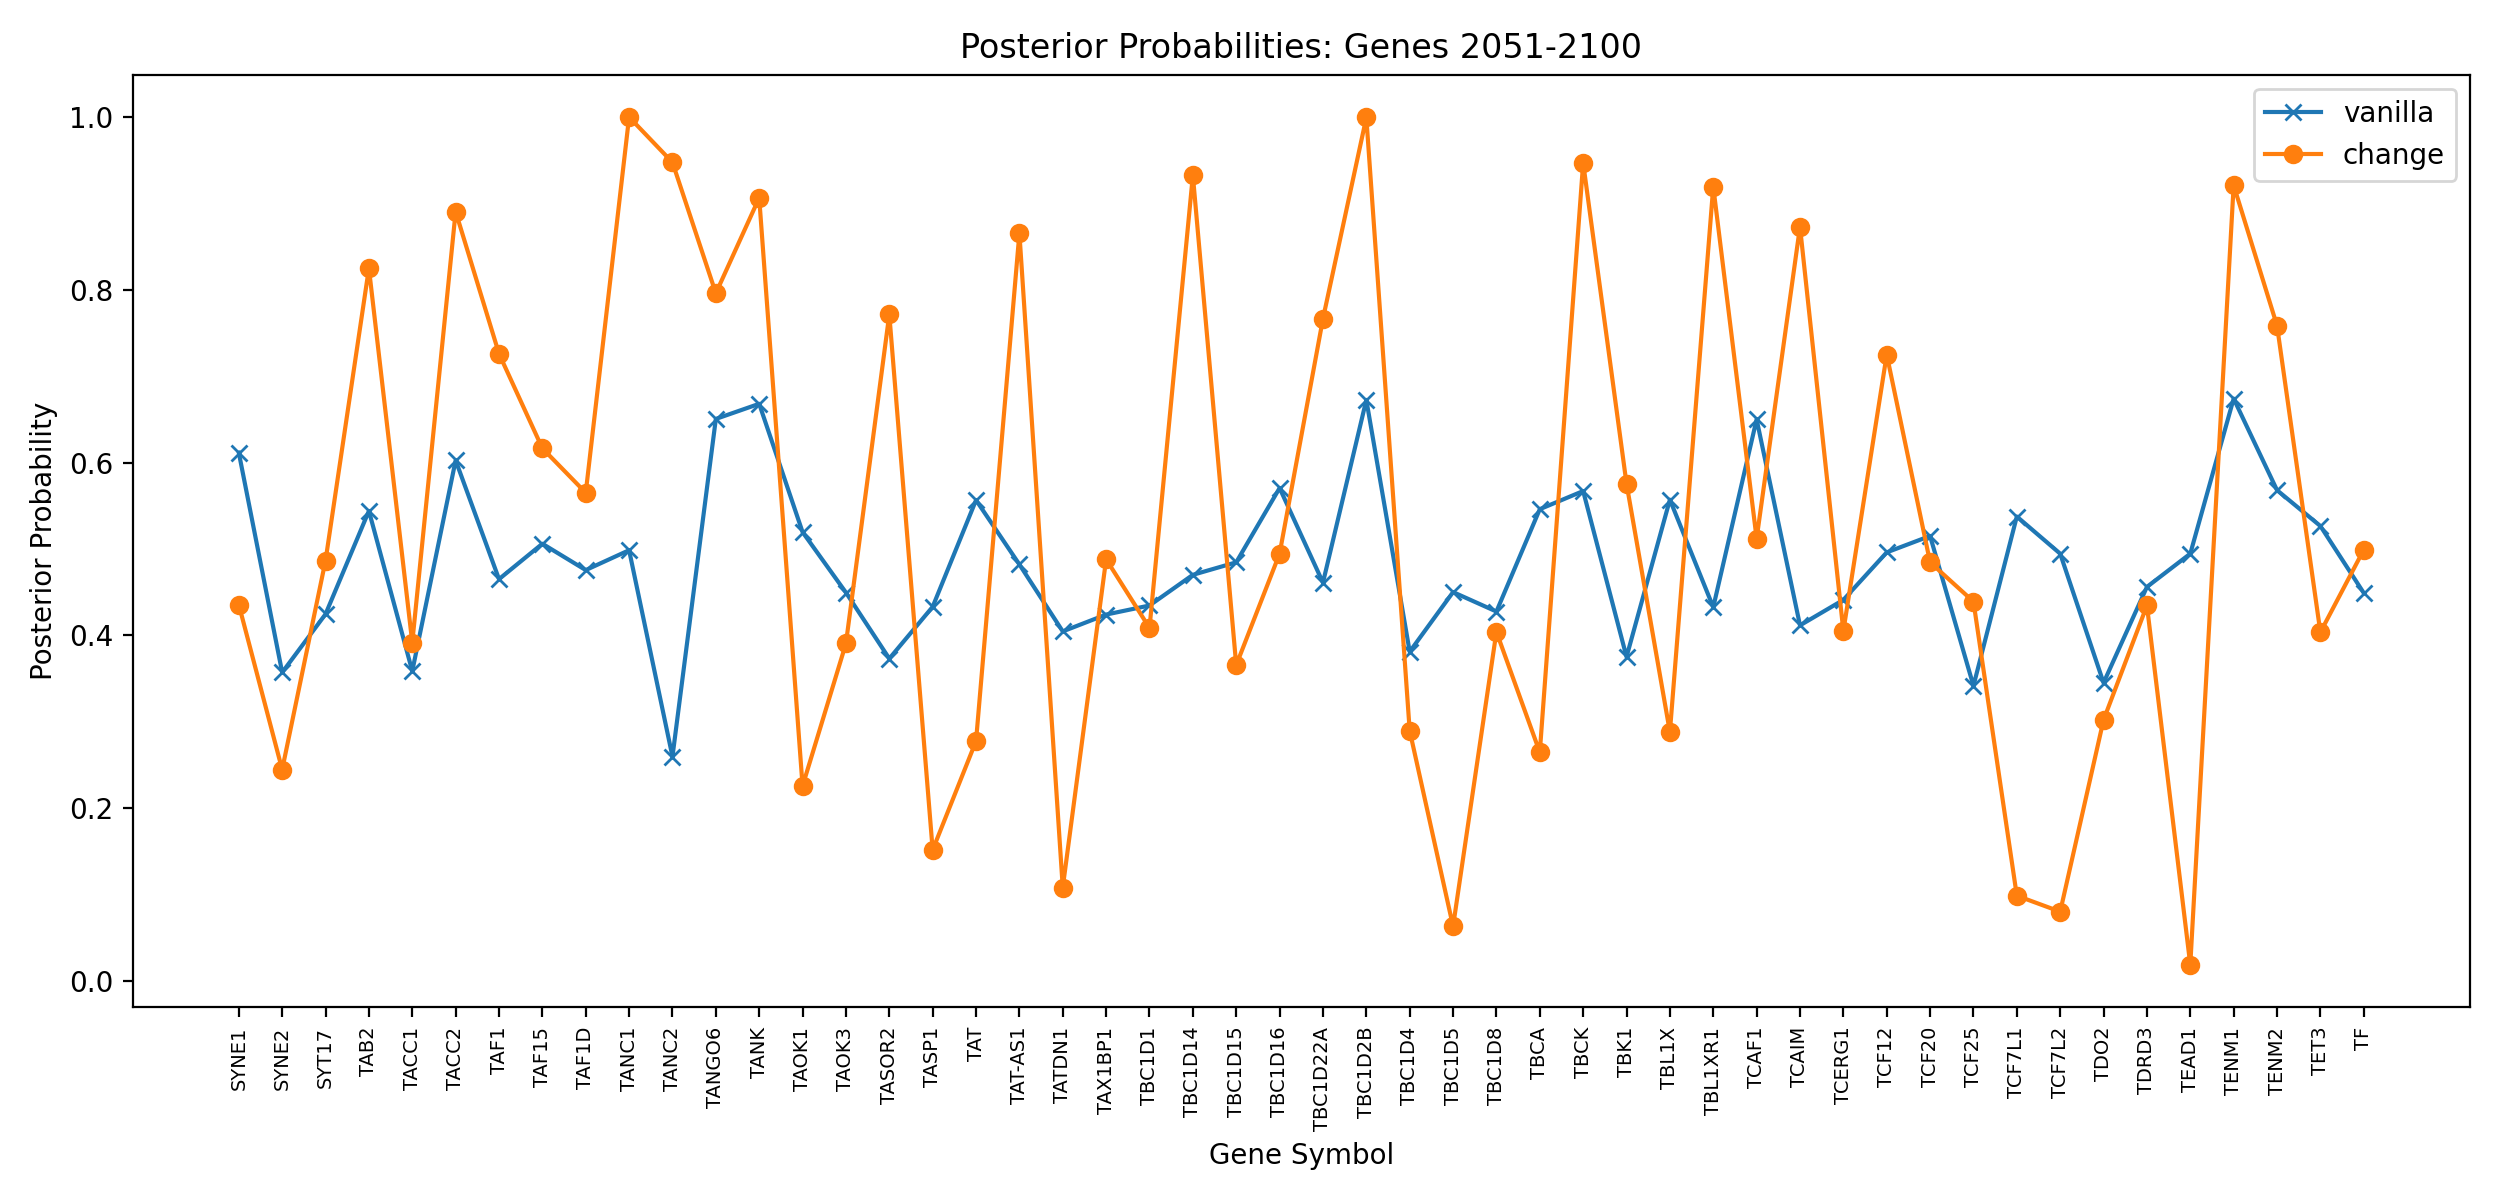 Posterior Probabilities: Genes 2051-2100
vanilla
change
Posterior Probability
1.0
0.8
0.6
0.4
0.2
0.0
SYNE1
SYNE2
SYT17
TAB2
TACC1
TACC2
TAF1
TAF15
TAF1D
TANC1
TANC2
TANGO6
TANK
TAOK1
TAOK3
TASOR2
TASP1
TAT
TAT-AS1
TATDN1
TAX1BP1
TBC1D1
TBC1D14
TBC1D15
TBC1D16
TBC1D22A
TBC1D2B
TBC1D4
TBC1D5
TBC1D8
TBCA
TBCK
TBK1
TBL1X
TBL1XR1
TCAF1
TCAIM
TCERG1
TCF12
TCF20
TCF25
TCF7L1
TCF7L2
TDO2
TDRD3
TEAD1
TENM1
TENM2
TET3
TF
Gene Symbol